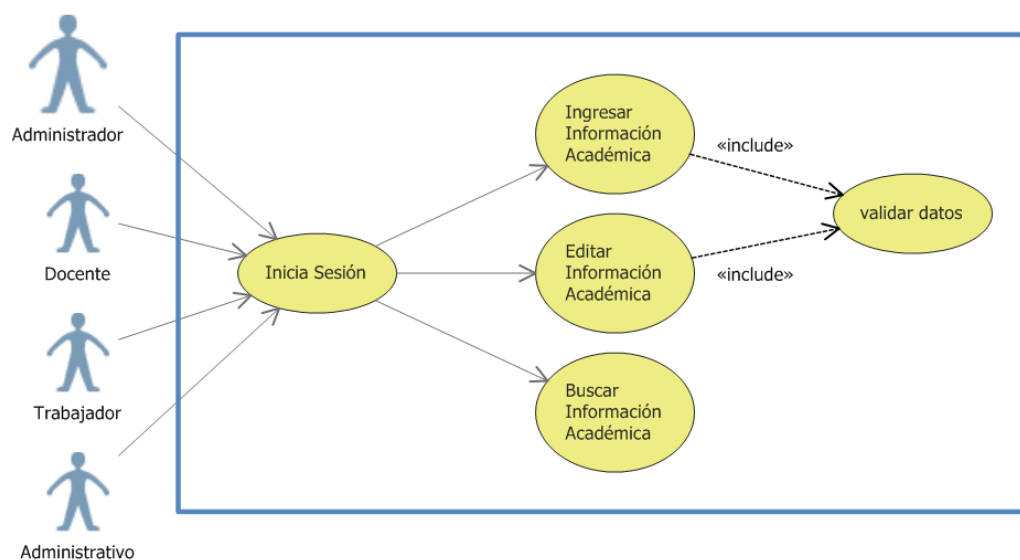 Administrador
Docente
Trabajador
Administrativo
Inicia Sesión
Ingresar
Información
Académica
Editar
Información
Académica
Buscar
Información
Académica
«include»
«include»
validar datos